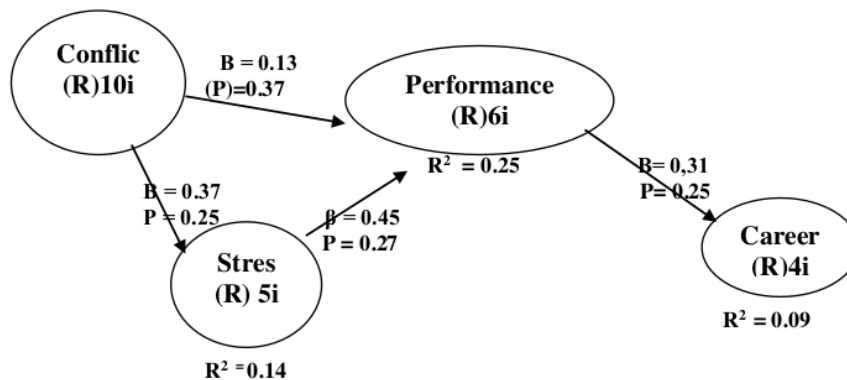 Conflic
(R)10i
B = 0.13
(P)=0.37
Performance
(R)6i
R² = 0.25
B = 0.37
P = 0.25
β = 0.45
P = 0.27
B= 0,31
P= 0.25
Stres
(R) 5i
R² = 0.14
Career
(R)4i
R² = 0.09